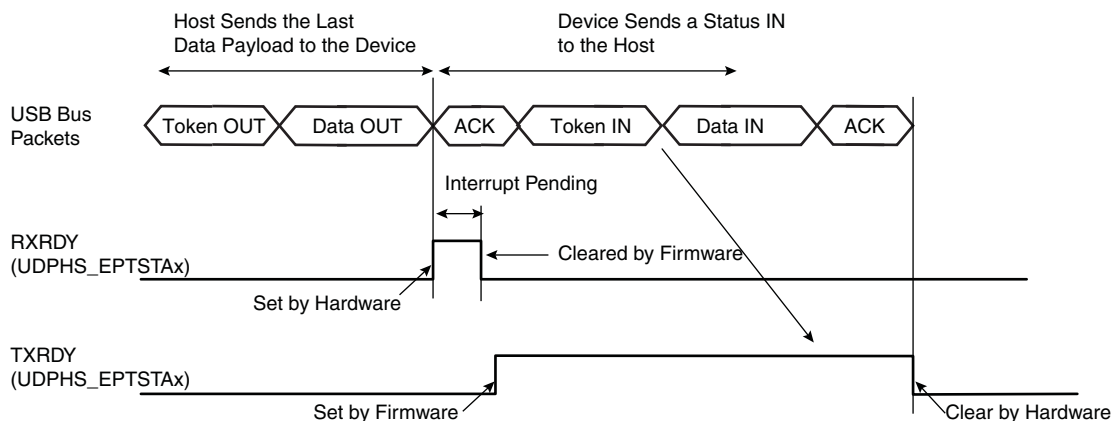 Host Sends the Last
Data Payload to the Device
Device Sends a Status IN
to the Host
USB Bus
Packets
Token OUT
Data OUT
ACK
Token IN
Data IN
ACK
Interrupt Pending
RXRDY
(UDPHS_EPTSTAx)
Set by Hardware
Cleared by Firmware
TXRDY
(UDPHS_EPTSTAx)
Set by Firmware
Clear by Hardware